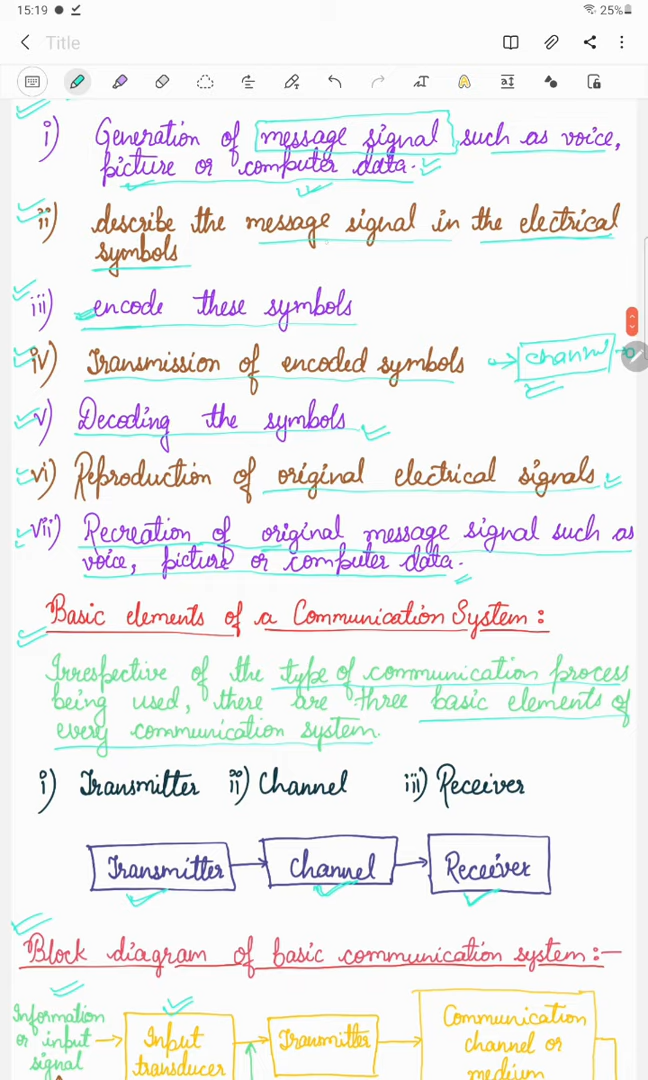 15:19
25%
Title
i) Generation of message signal such as voice,
picture or computer data.
ii) describe the message signal in the electrical
symbols
iii) encode these symbols
iv) Transmission of encoded symbols → channel →
v) Decoding the symbols
vi) Reproduction of original electrical signals
vii) Recreation of original message signal such as
voice, picture or computer data.
Basic elements of a Communication System:
Irrespective of the type of communication process
being used, there are three basic elements of
every communication system.
i) Transmitter ii) Channel iii) Receiver
Transmitter → Channel → Receiver
Block diagram of basic communication system:-
Information
or input
signal
Input
transducer
Transmitter
Communication
channel or
medium